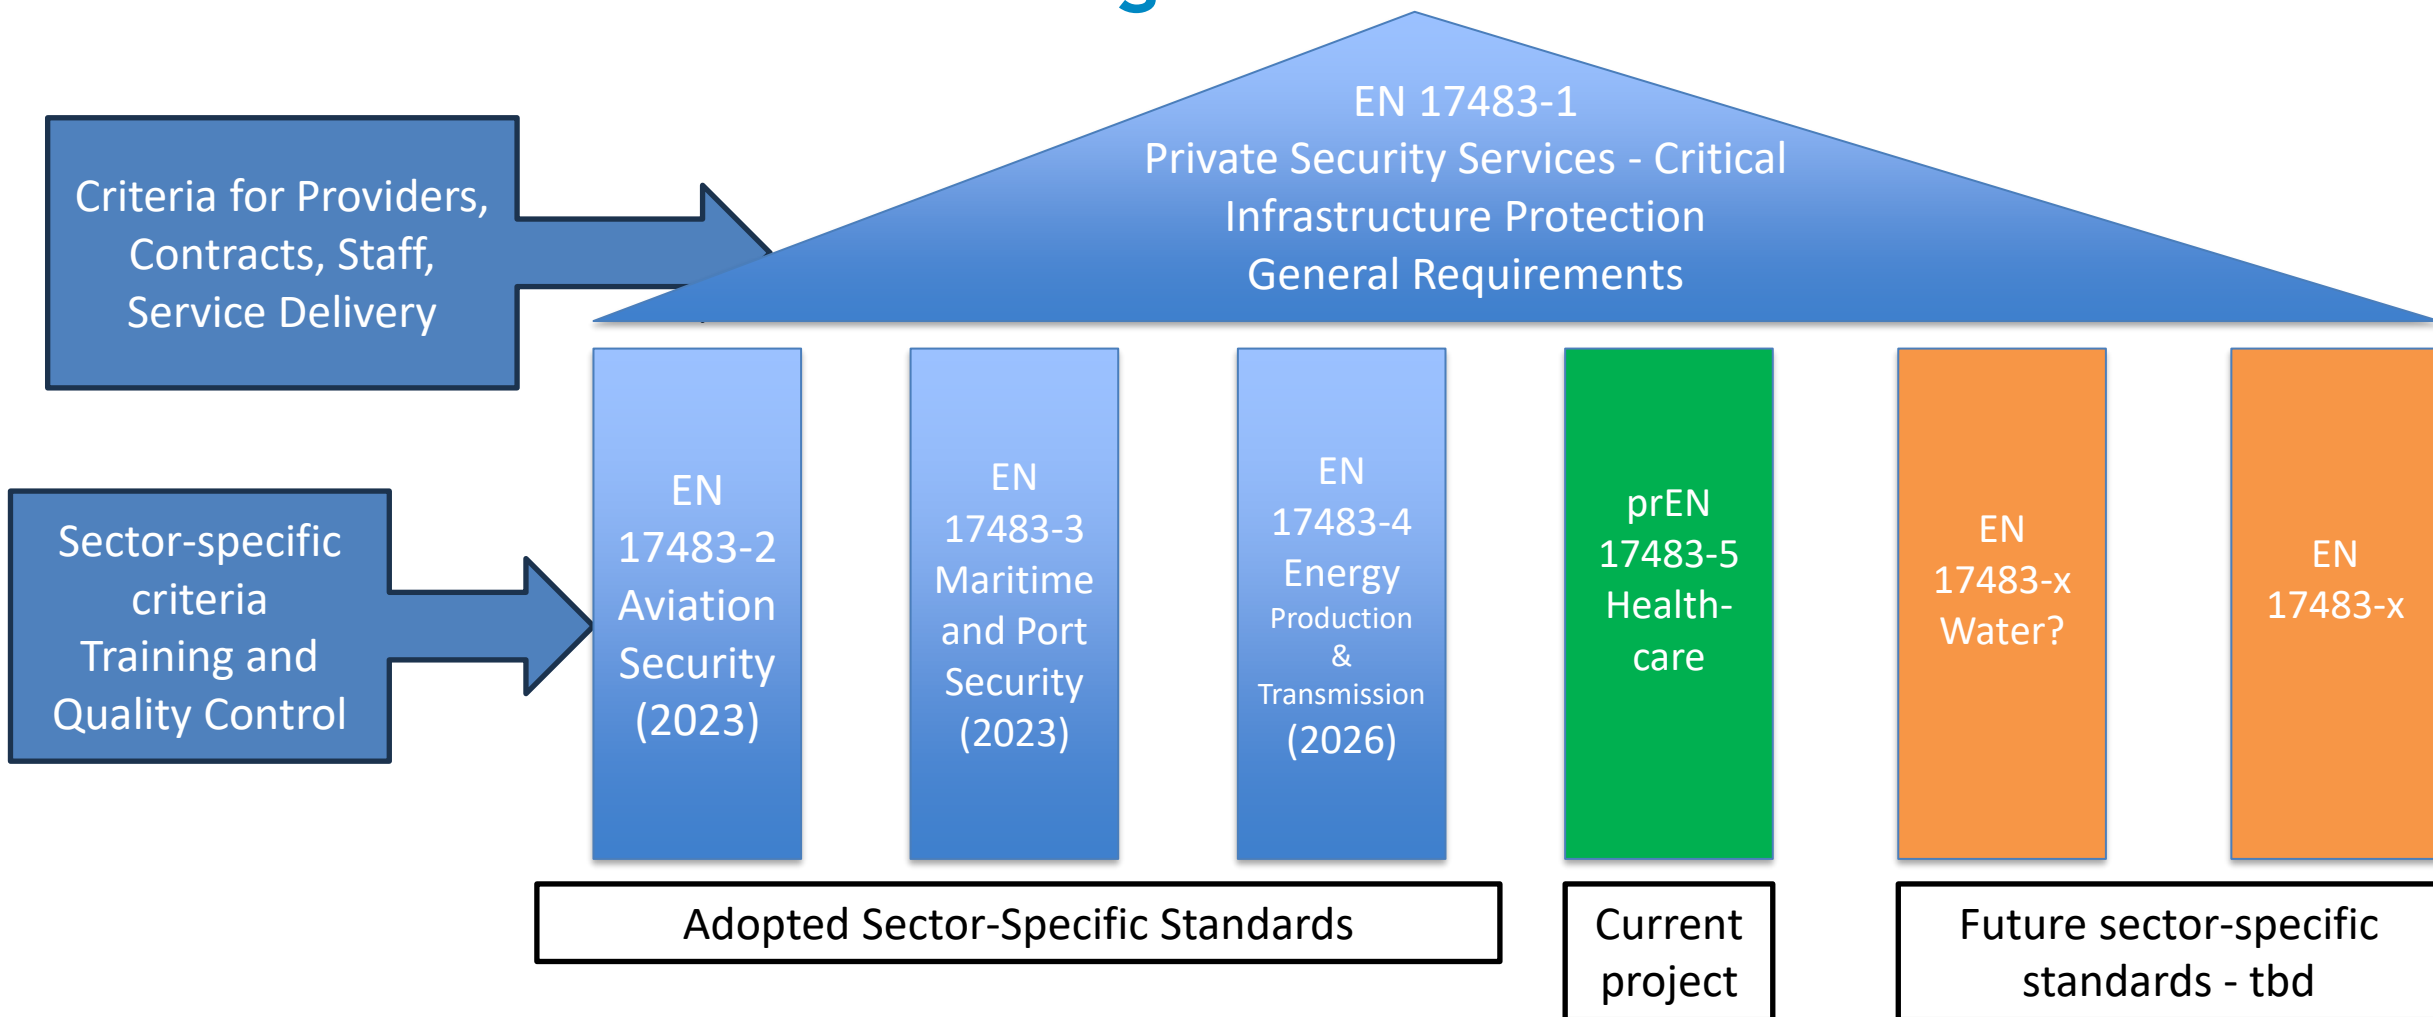 EN 17483-1
Private Security Services - Critical
Infrastructure Protection
General Requirements
Criteria for Providers,
Contracts, Staff,
Service Delivery
Sector-specific
criteria
Training and
Quality Control
EN
17483-2
Aviation
Security
(2023)
EN
17483-3
Maritime
and Port
Security
(2023)
EN
17483-4
Energy
Production
&
Transmission
(2026)
prEN
17483-5
Health-
care
EN
17483-x
Water?
EN
17483-x
Adopted Sector-Specific Standards
Current
project
Future sector-specific
standards - tbd